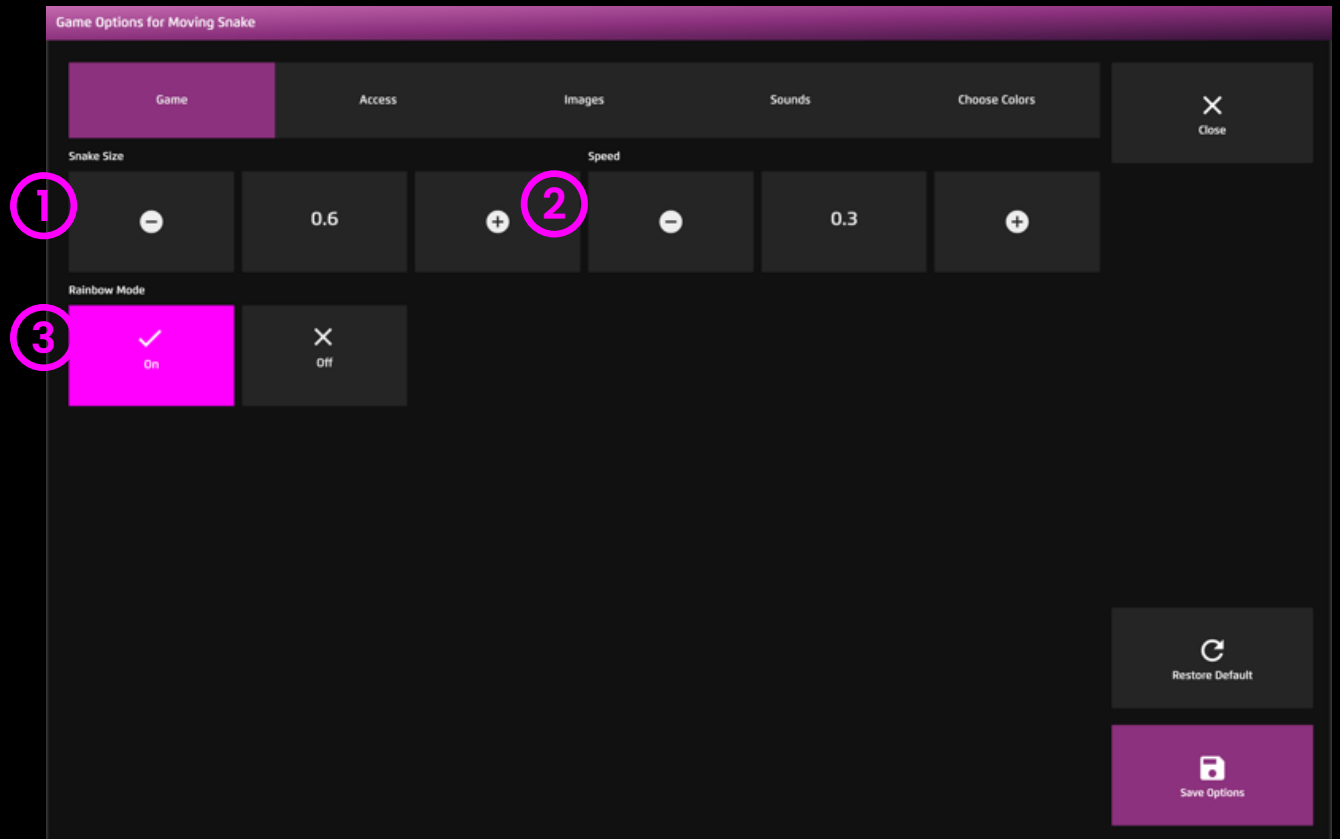 Game Options for Moving Snake
Game Access Images Sounds Choose Colors
Close
Snake Size Speed
1 2
0.6 0.3
Rainbow Mode
3
On Off
Restore Default
Save Options